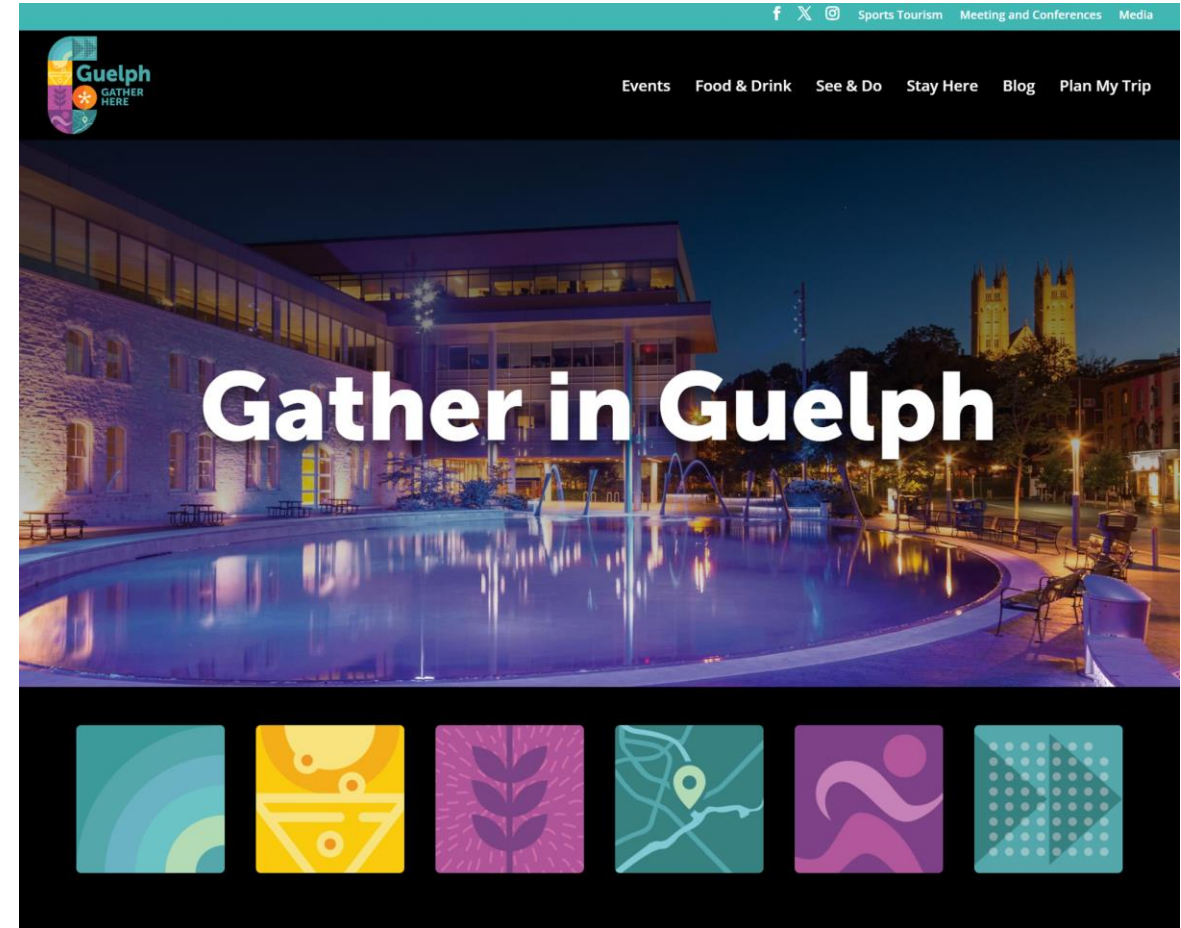 Sports Tourism Meeting and Conferences Media
Guelph
GATHER
HERE
Events Food & Drink See & Do Stay Here Blog Plan My Trip
Gather in Guelph